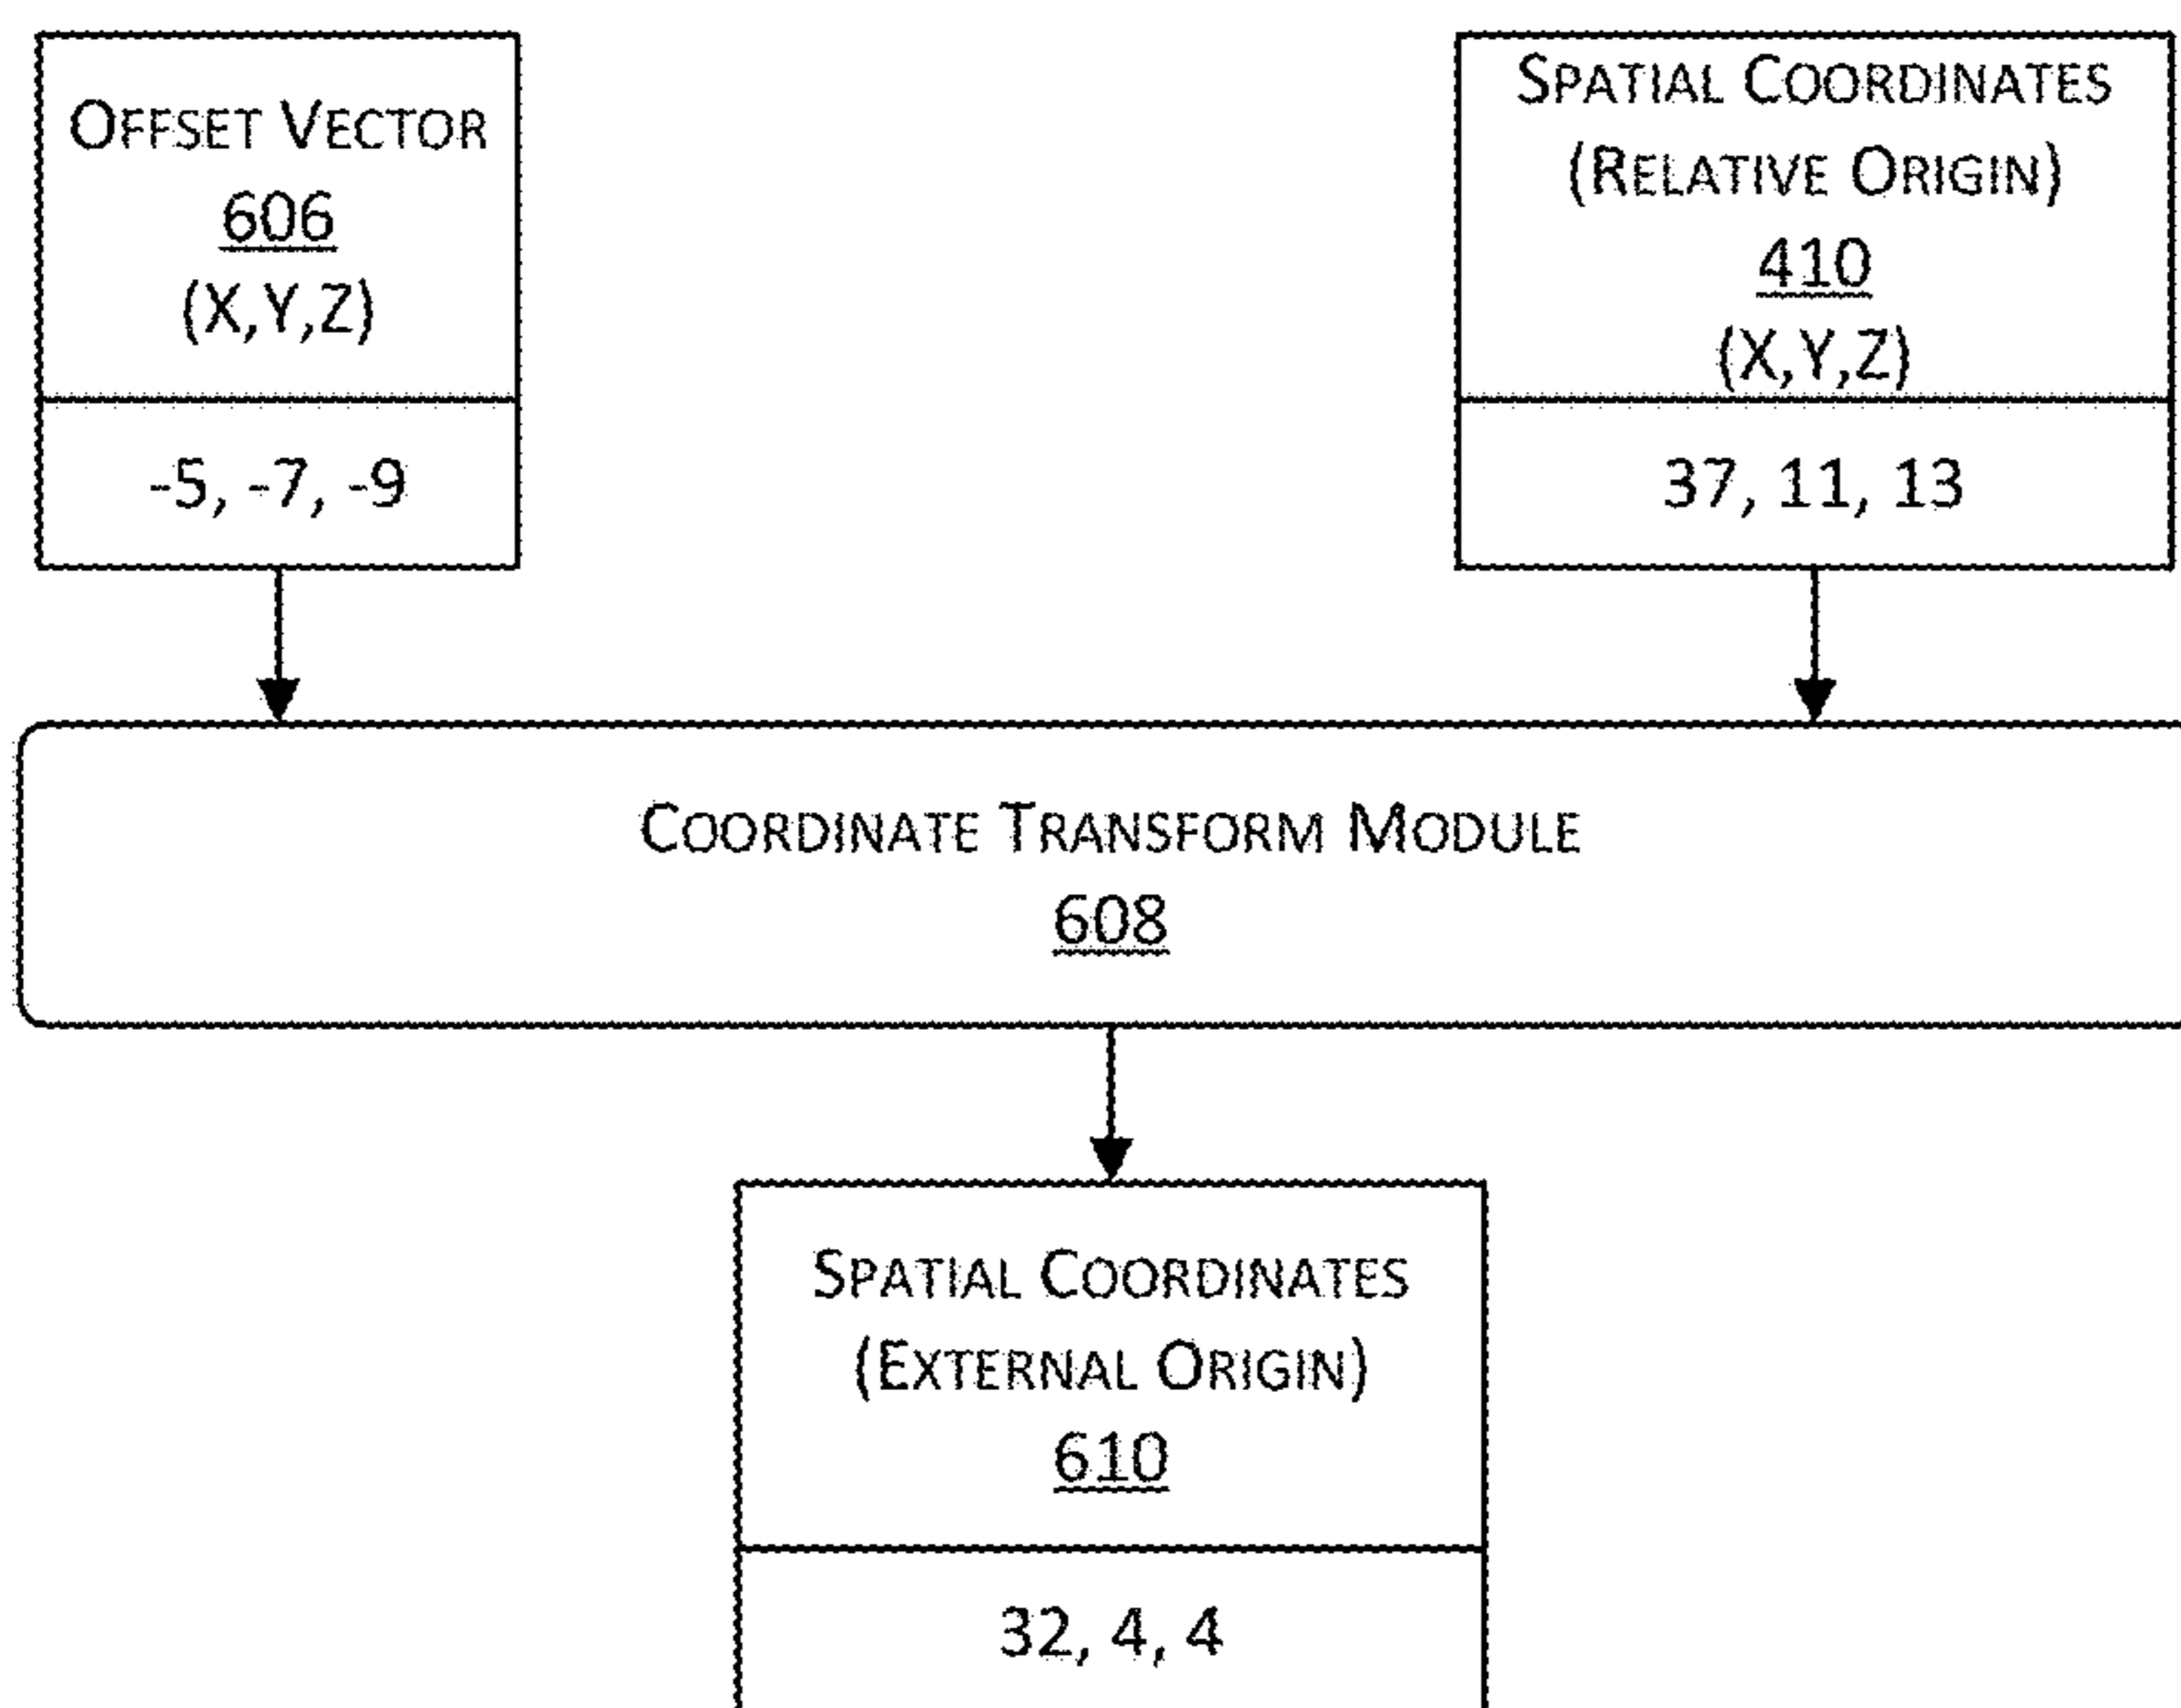 OFFSET VECTOR
606
(X,Y,Z)
-5, -7, -9
SPATIAL COORDINATES
(RELATIVE ORIGIN)
410
(X,Y,Z)
37, 11, 13
COORDINATE TRANSFORM MODULE
608
SPATIAL COORDINATES
(EXTERNAL ORIGIN)
610
32, 4, 4